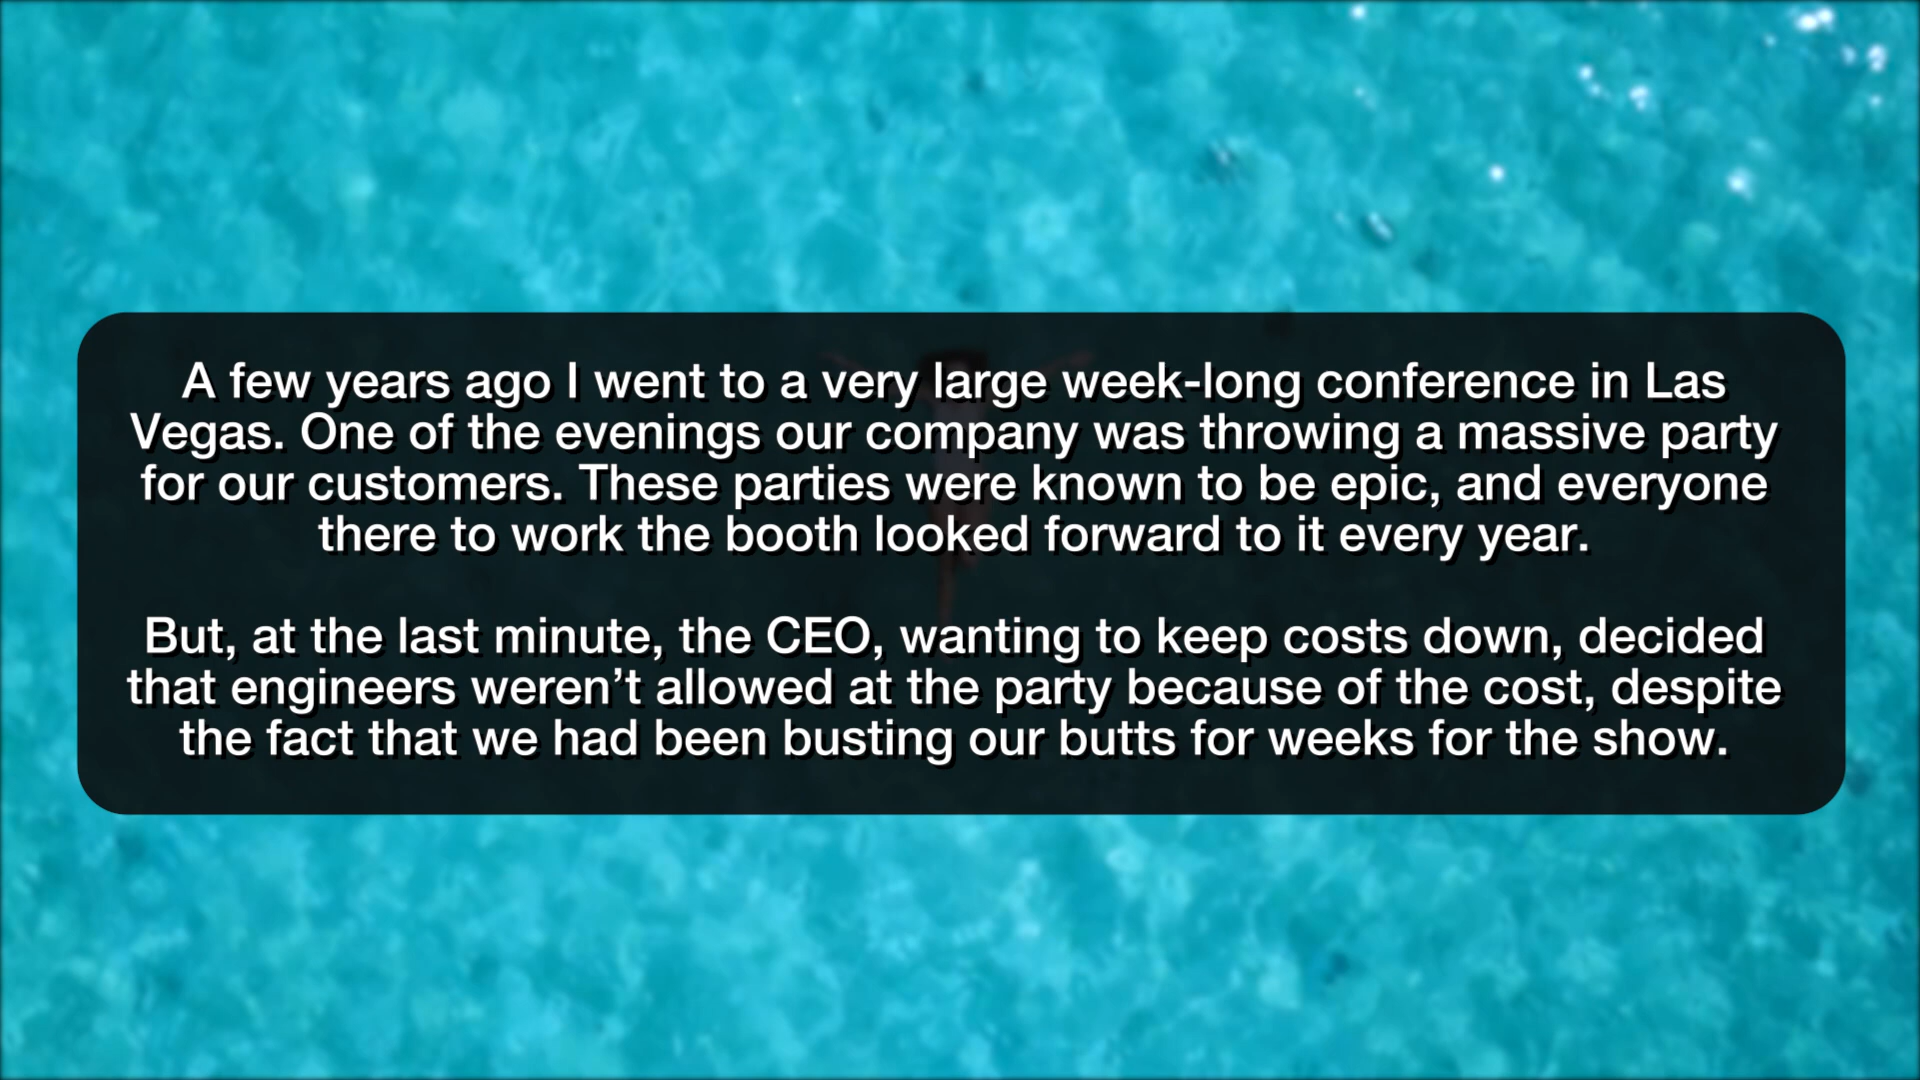 A few years ago I went to a very large week-long conference in Las
Vegas. One of the evenings our company was throwing a massive party
for our customers. These parties were known to be epic, and everyone
there to work the booth looked forward to it every year.
But, at the last minute, the CEO, wanting to keep costs down, decided
that engineers weren’t allowed at the party because of the cost, despite
the fact that we had been busting our butts for weeks for the show.